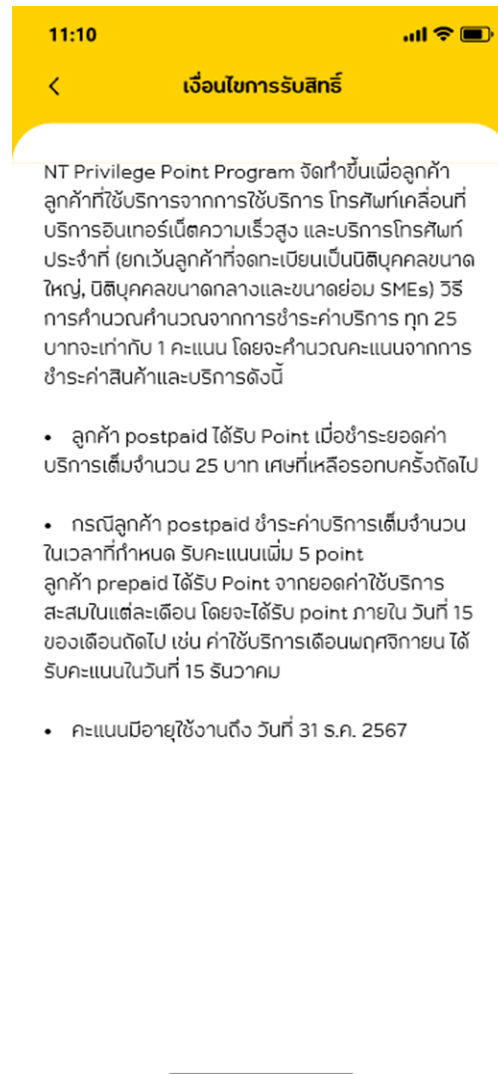 11:10
เงื่อนไขการรับสิทธิ์
NT Privilege Point Program จัดทำขึ้นเพื่อลูกค้า
ลูกค้าที่ใช้บริการจากการใช้บริการ โทรศัพท์เคลื่อนที่
บริการอินเทอร์เน็ตความเร็วสูง และบริการโทรศัพท์
ประจำที่ (ยกเว้นลูกค้าที่จดทะเบียนเป็นนิติบุคคลขนาด
ใหญ่, นิติบุคคลขนาดกลางและขนาดย่อม SMEs) วิธี
การคำนวณคำนวณจากการชำระค่าบริการ ทุก 25
บาทจะเท่ากับ 1 คะแนน โดยจะคำนวณคะแนนจากการ
ชำระค่าสินค้าและบริการดังนี้
• ลูกค้า postpaid ได้รับ Point เมื่อชำระยอดค่า
บริการเต็มจำนวน 25 บาท เศษที่เหลือรอทบครั้งถัดไป
• กรณีลูกค้า postpaid ชำระค่าบริการเต็มจำนวน
ในเวลาที่กำหนด รับคะแนนเพิ่ม 5 point
ลูกค้า prepaid ได้รับ Point จากยอดค่าใช้บริการ
สะสมในแต่ละเดือน โดยจะได้รับ point ภายใน วันที่ 15
ของเดือนถัดไป เช่น ค่าใช้บริการเดือนพฤศจิกายน ได้
รับคะแนนในวันที่ 15 ธันวาคม
• คะแนนมีอายุใช้งานถึง วันที่ 31 ธ.ค. 2567